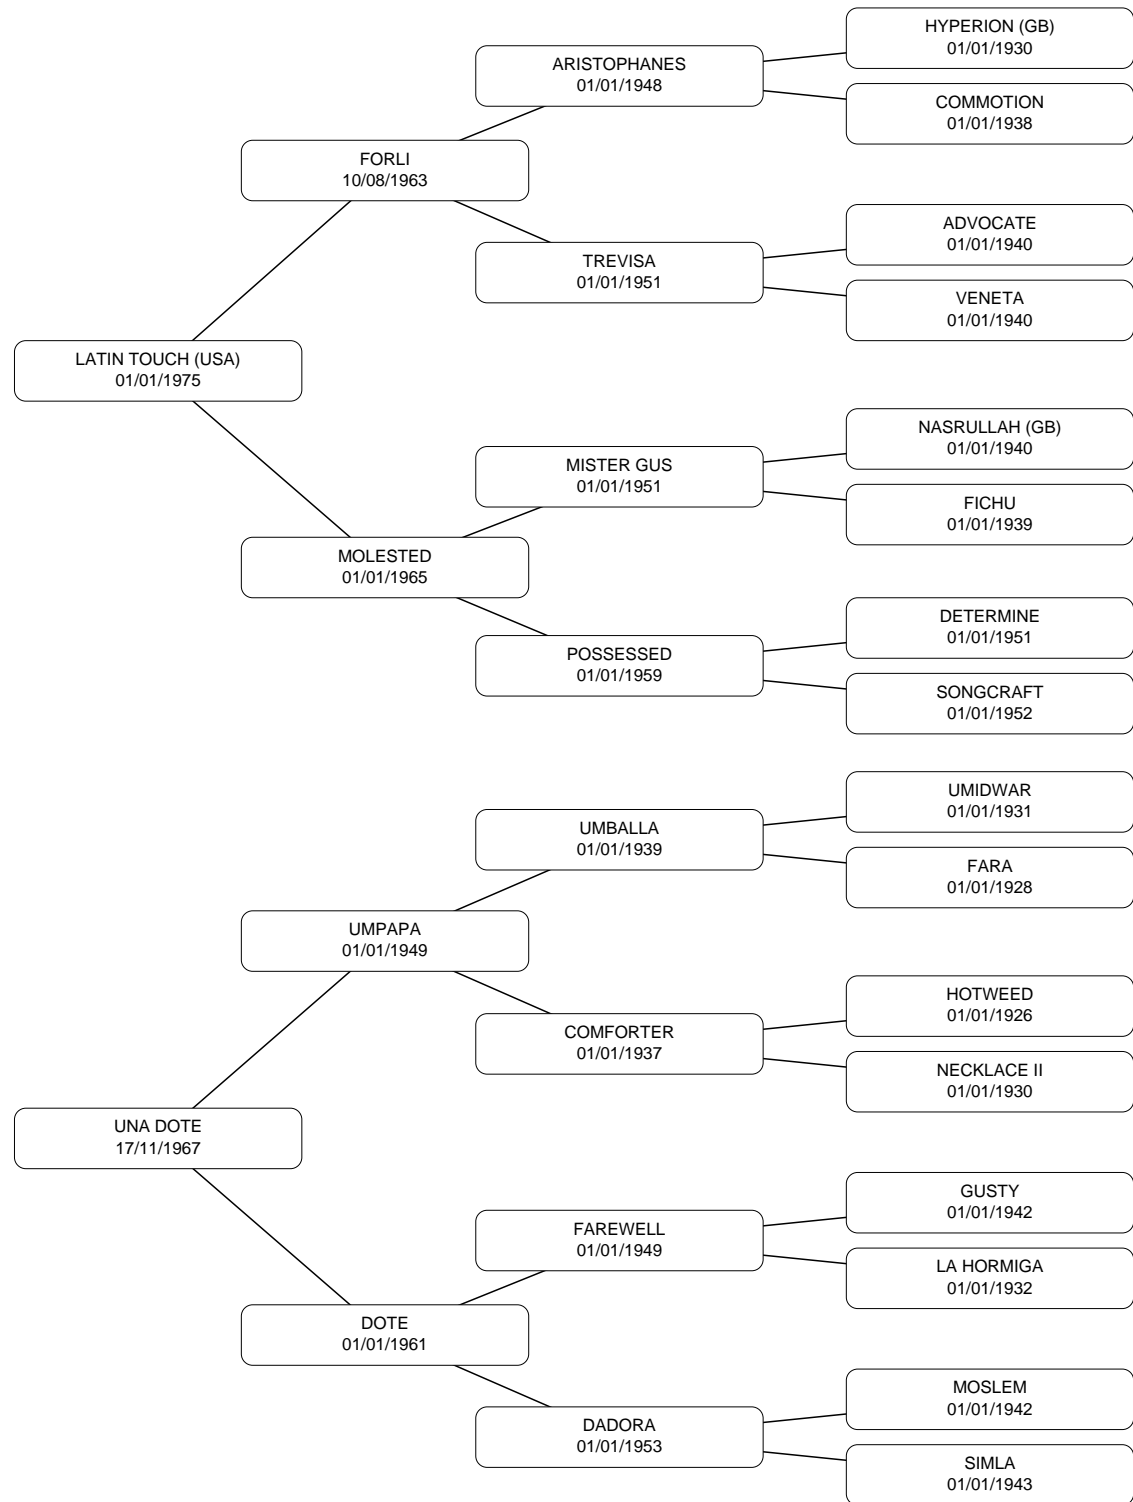 HYPERION (GB)
01/01/1930
ARISTOPHANES
01/01/1948
COMMOTION
01/01/1938
FORLI
10/08/1963
ADVOCATE
01/01/1940
TREVISA
01/01/1951
VENETA
01/01/1940
LATIN TOUCH (USA)
01/01/1975
NASRULLAH (GB)
01/01/1940
MISTER GUS
01/01/1951
FICHU
01/01/1939
MOLESTED
01/01/1965
DETERMINE
01/01/1951
POSSESSED
01/01/1959
SONGCRAFT
01/01/1952
UMIDWAR
01/01/1931
UMBALLA
01/01/1939
FARA
01/01/1928
UMPAPA
01/01/1949
HOTWEED
01/01/1926
COMFORTER
01/01/1937
NECKLACE II
01/01/1930
UNA DOTE
17/11/1967
GUSTY
01/01/1942
FAREWELL
01/01/1949
LA HORMIGA
01/01/1932
DOTE
01/01/1961
MOSLEM
01/01/1942
DADORA
01/01/1953
SIMLA
01/01/1943